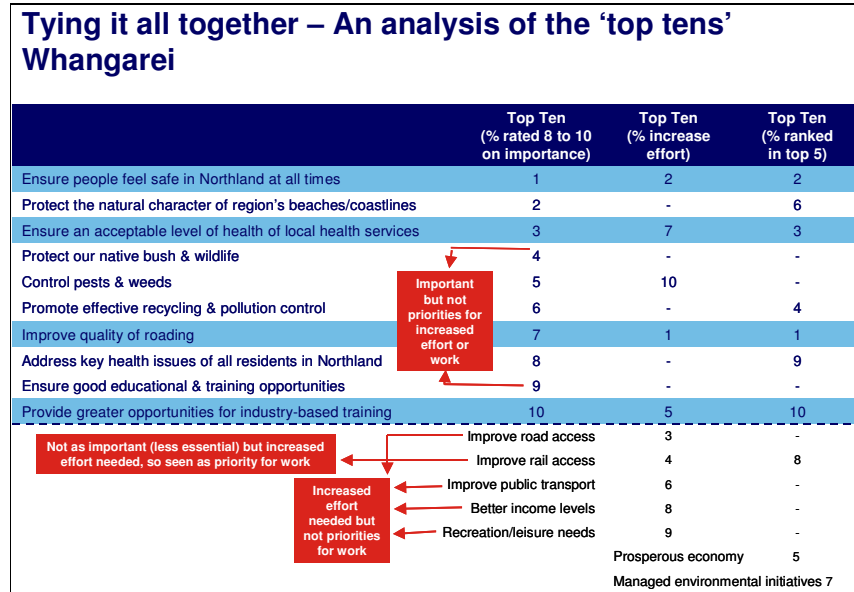 Tying it all together – An analysis of the ‘top tens’
Whangarei
Top Ten
(% rated 8 to 10
on importance)
Top Ten
(% increase
effort)
Top Ten
(% ranked
in top 5)
Ensure people feel safe in Northland at all times 1 2 2
Protect the natural character of region’s beaches/coastlines 2 - 6
Ensure an acceptable level of health of local health services 3 7 3
Protect our native bush & wildlife 4 - -
Control pests & weeds 5 10 -
Promote effective recycling & pollution control 6 - 4
Improve quality of roading 7 1 1
Address key health issues of all residents in Northland 8 - 9
Ensure good educational & training opportunities 9 - -
Provide greater opportunities for industry-based training 10 5 10
Important
but not
priorities for
increased
effort or
work
Improve road access 3 -
Improve rail access 4 8
Improve public transport 6 -
Better income levels 8 -
Recreation/leisure needs 9 -
Prosperous economy 5
Managed environmental initiatives 7
Not as important (less essential) but increased
effort needed, so seen as priority for work
Increased
effort
needed but
not priorities
for work